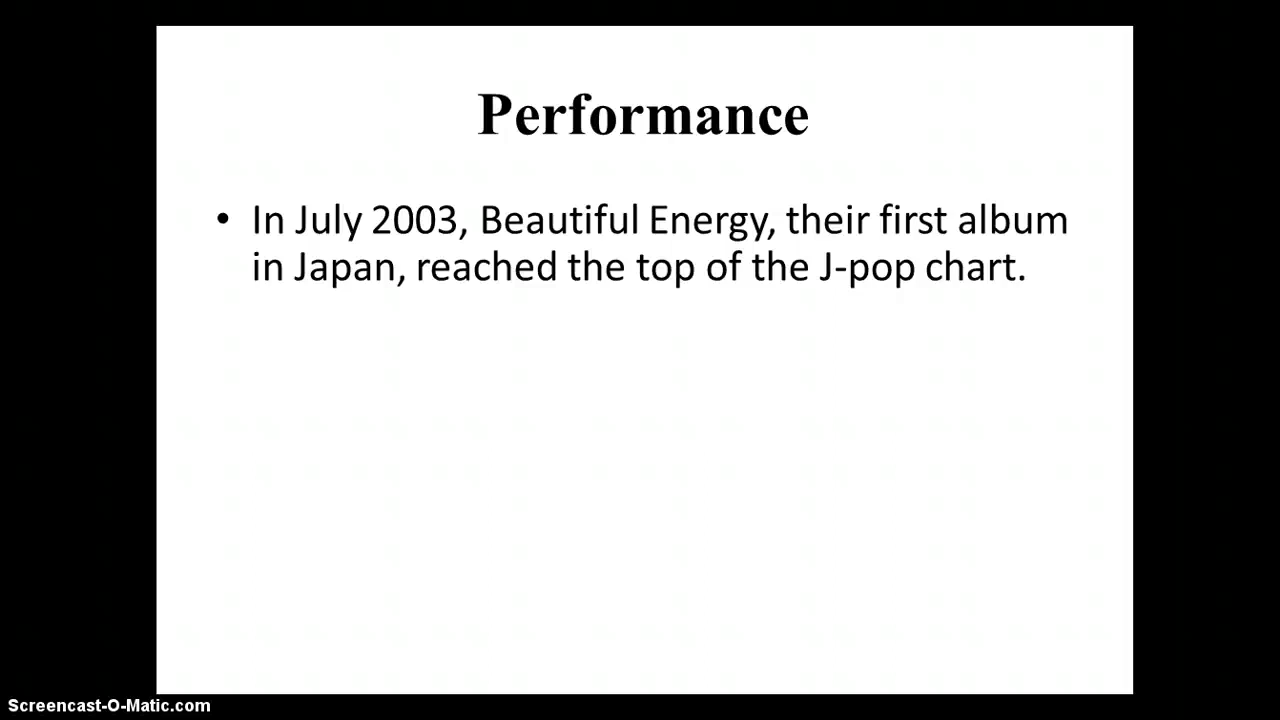 Performance
• In July 2003, Beautiful Energy, their first album
in Japan, reached the top of the J-pop chart.
Screencast-O-Matic.com